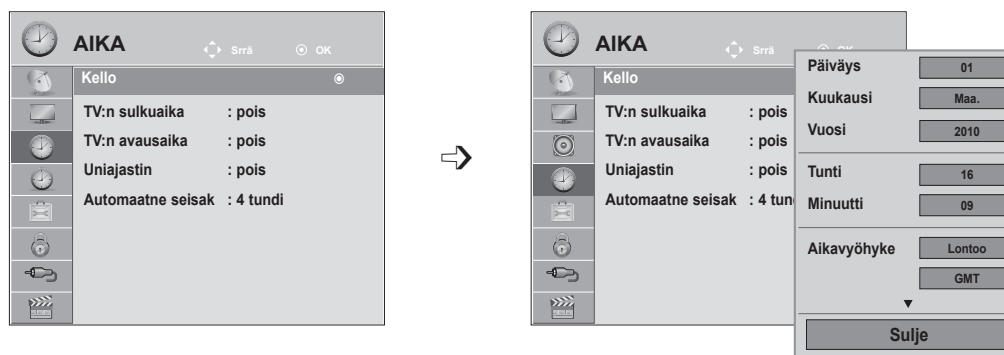 AIKA Srrä OK
Kello
TV:n sulkuaika : pois
TV:n avausaika : pois
Uniajastin : pois
Automaatne seisak : 4 tundi
AIKA Srrä OK
Kello
TV:n sulkuaika : pois
TV:n avausaika : pois
Uniajastin : pois
Automaatne seisak : 4 tun
Päiväys 01
Kuukausi Maa.
Vuosi 2010
Tunti 16
Minuutti 09
Aikavyöhyke Lontoo
GMT
Sulje